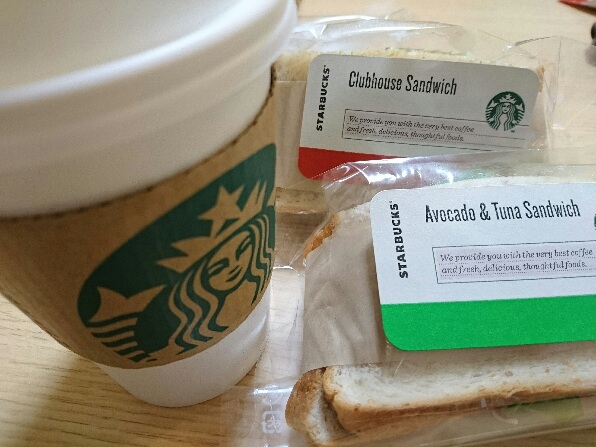 STARBUCKS®
Clubhouse Sandwich
We provide you with the very best coffee
and fresh, delicious, thoughtful foods.
STARBUCKS®
Avocado & Tuna Sandwich
We provide you with the very best coffee
and fresh, delicious, thoughtful foods.